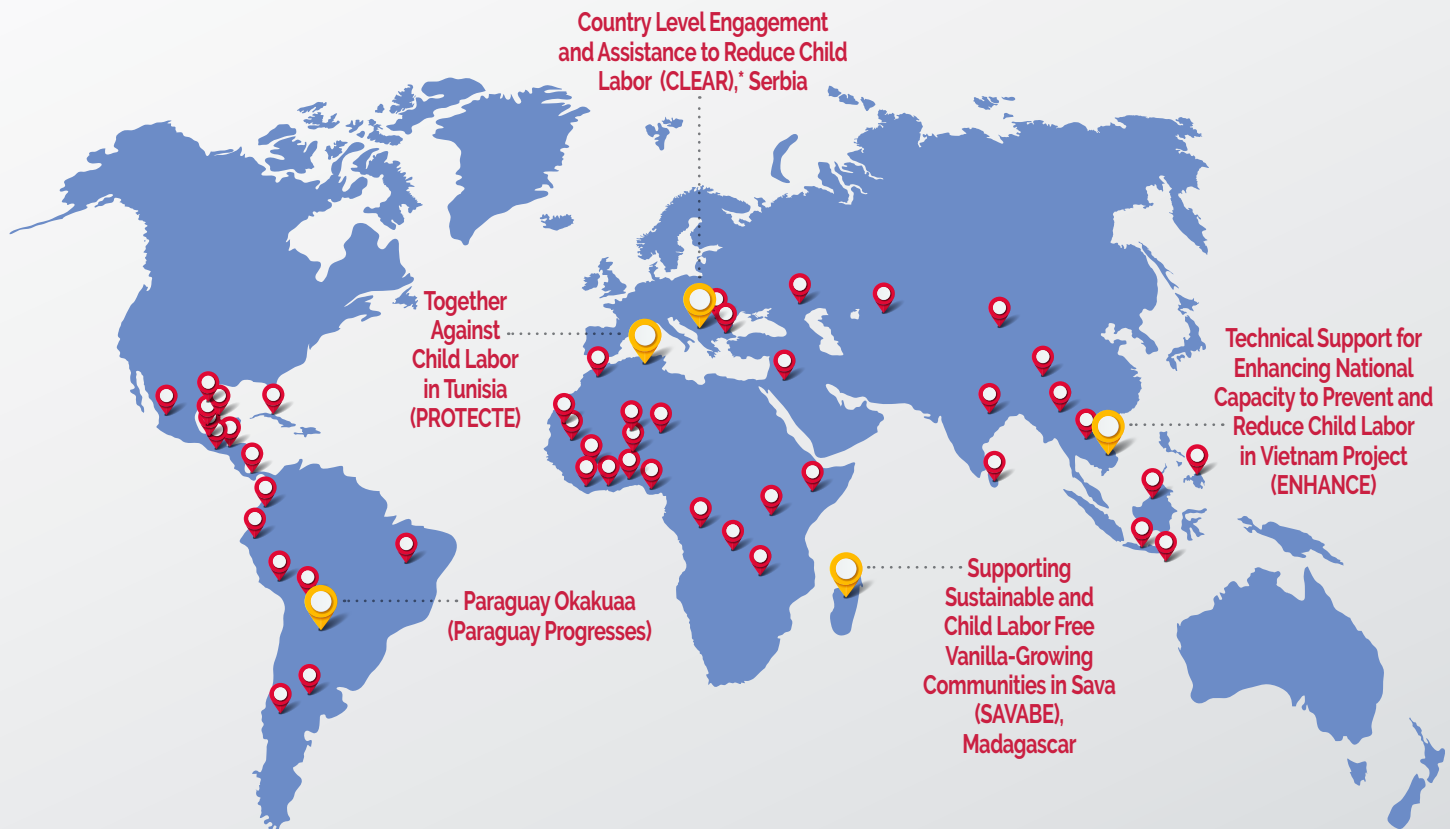 Country Level Engagement
and Assistance to Reduce Child
Labor (CLEAR),* Serbia
Together
Against
Child Labor
in Tunisia
(PROTECTE)
Technical Support for
Enhancing National
Capacity to Prevent and
Reduce Child Labor
in Vietnam Project
(ENHANCE)
Paraguay Okakuaa
(Paraguay Progresses)
Supporting
Sustainable and
Child Labor Free
Vanilla-Growing
Communities in Sava
(SAVABE),
Madagascar